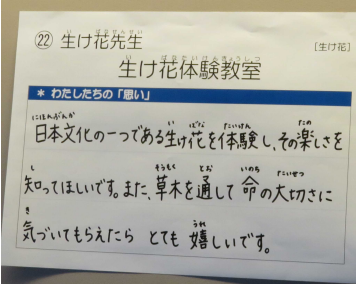 ㉒ 生け花先生
生け花体験教室
[生花]
* わたしたちの「思い」
日本文化の一つである生け花を体験し、その楽しさを
知ってほしいです。また、草木を通して 命の大切さに
気づいてもらえたら とても 嬉しいです。